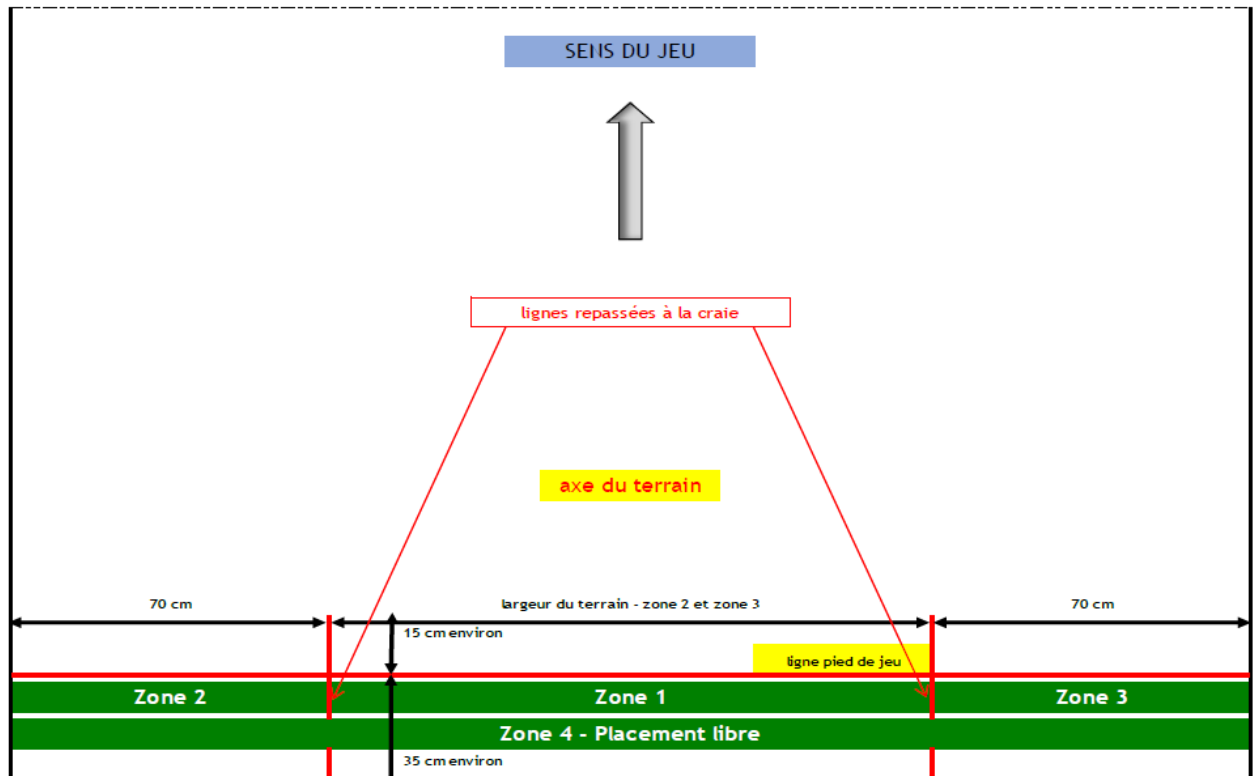 SENS DU JEU
lignes repassées à la craie
axe du terrain
70 cm
largeur du terrain - zone 2 et zone 3
70 cm
15 cm environ
ligne pied de jeu
Zone 2
Zone 1
Zone 3
Zone 4 - Placement libre
35 cm environ